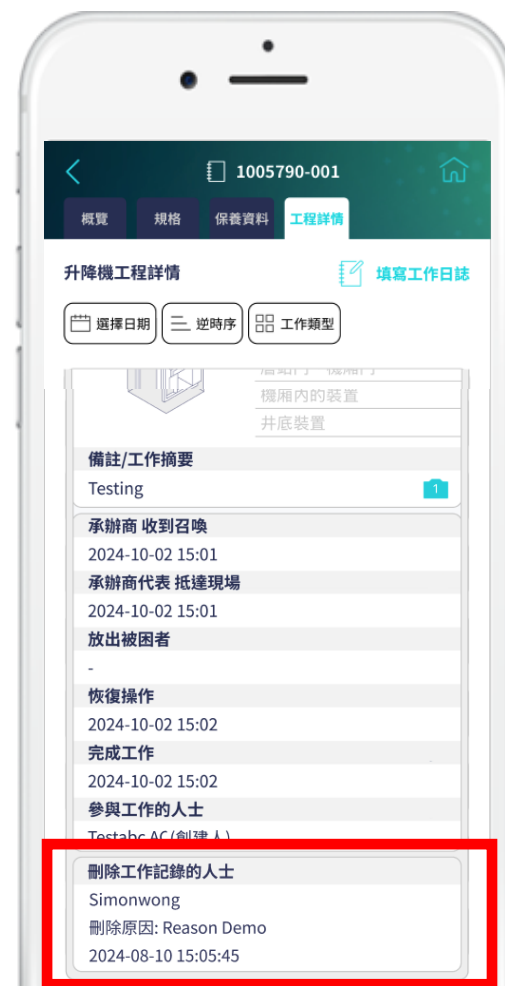 1005790-001
概覽 規格 保養資料 工程詳情
升降機工程詳情 填寫工作日誌
選擇日期 逆時序 工作類型
機廂內的裝置
井底裝置
備註/工作摘要
Testing 1
承辦商 收到召喚
2024-10-02 15:01
承辦商代表 抵達現場
2024-10-02 15:01
放出被困者
-
恢復操作
2024-10-02 15:02
完成工作
2024-10-02 15:02
參與工作的人士
Testabc AC(創建人)
刪除工作記錄的人士
Simonwong
刪除原因: Reason Demo
2024-08-10 15:05:45